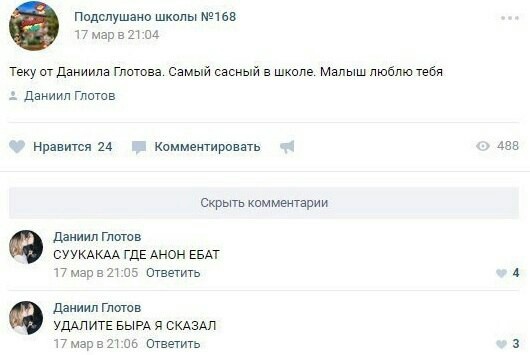 Подслушано школы №168
17 мар в 21:04
Теку от Даниила Глотова. Самый сасный в школе. Малыш люблю тебя
Даниил Глотов
Нравится 24 Комментировать 488
Скрыть комментарии
Даниил Глотов
СУУКАКАА ГДЕ АНОН ЕБАТ
17 мар в 21:05 Ответить 4
Даниил Глотов
УДАЛИТЕ БЫРА Я СКАЗАЛ
17 мар в 21:06 Ответить 3